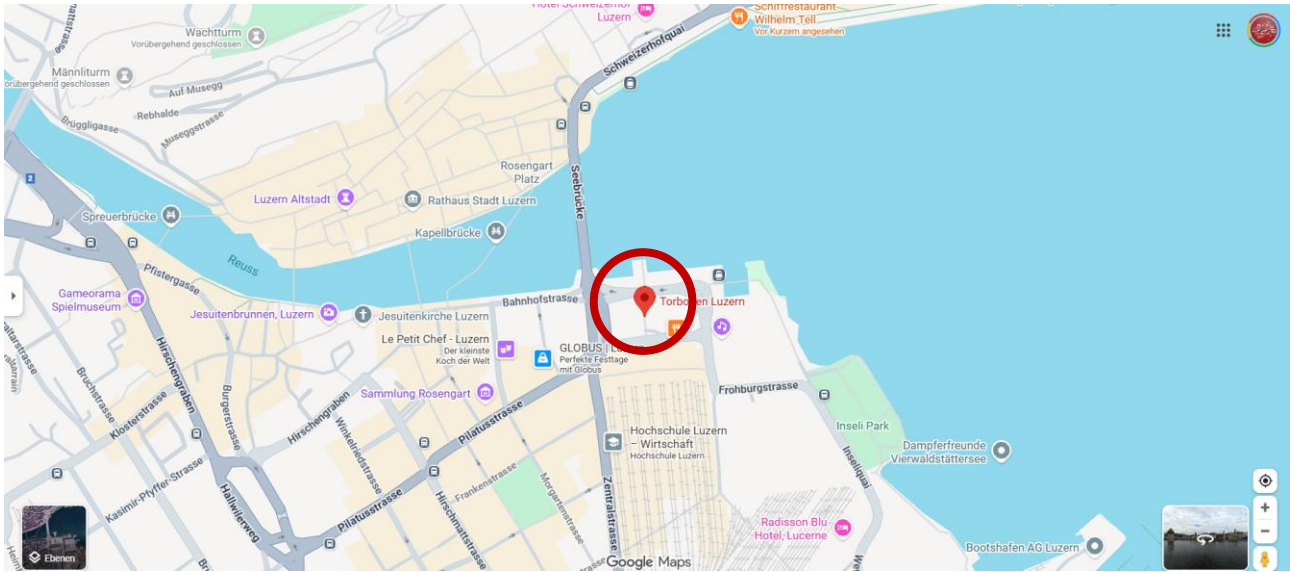 Hotel Schweizerhof
Luzern
Schiffrestaurant
Wilhelm Tell
Vor Kurzem angesehen
Wachtturm
Vorübergehend geschlossen
Männliturm
orübergehend geschlossen
Auf Musegg
Rebhalde
Museggstrasse
Brüggligasse
Schweizerhofquai
2
Rosengart
Platz
Seebrücke
Luzern Altstadt
Rathaus Stadt Luzern
Spreuerbrücke
Kapellbrücke
Reuss
Pfistergasse
Gameorama
Spielmuseum
Bahnhofstrasse
Torbogen Luzern
Jesuitenbrunnen, Luzern
Jesuitenkirche Luzern
Le Petit Chef - Luzern
Der kleinste
Koch der Welt
GLOBUS | Luzern
Perfekte Festtage
mit Globus
Hirschengraben
Bruchstrasse
Burgerstrasse
Klosterstrasse
Sammlung Rosengart
Hirschengraben
Winkelriedstrasse
Pilatusstrasse
Frohburgstrasse
Inseli Park
Hochschule Luzern
– Wirtschaft
Hochschule Luzern
Dampferfreunde
Vierwaldstättersee
Inseliquai
Kasimir-Pfyffer-Strasse
Hallwilerweg
Pilatusstrasse
Hirschmattstrasse
Frankenstrasse
Morgartenstrasse
Zentralstrasse
Radisson Blu
Hotel, Lucerne
Bootshafen AG Luzern
Ebenen
Google Maps